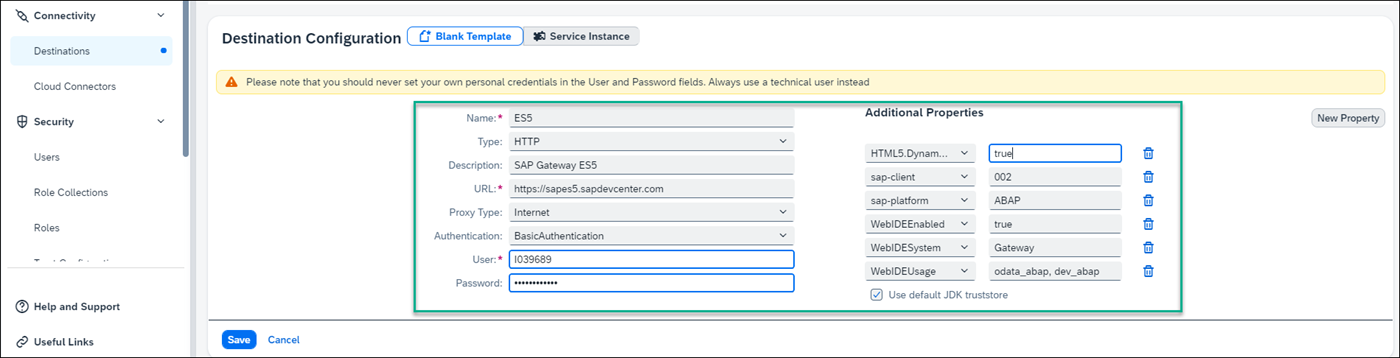 Connectivity
Destinations
Cloud Connectors
Security
Users
Role Collections
Roles
Help and Support
Useful Links
Destination Configuration
Blank Template
Service Instance
Please note that you should never set your own personal credentials in the User and Password fields. Always use a technical user instead
Name:* ES5
Type: HTTP
Description: SAP Gateway ES5
URL:* https://sapes5.sapdevcenter.com
Proxy Type: Internet
Authentication: BasicAuthentication
User:* I039689
Password: ••••••••••••
Additional Properties
New Property
HTML5.Dynam... true
sap-client 002
sap-platform ABAP
WebIDEEnabled true
WebIDESystem Gateway
WebIDEUsage odata_abap, dev_abap
Use default JDK truststore
Save
Cancel